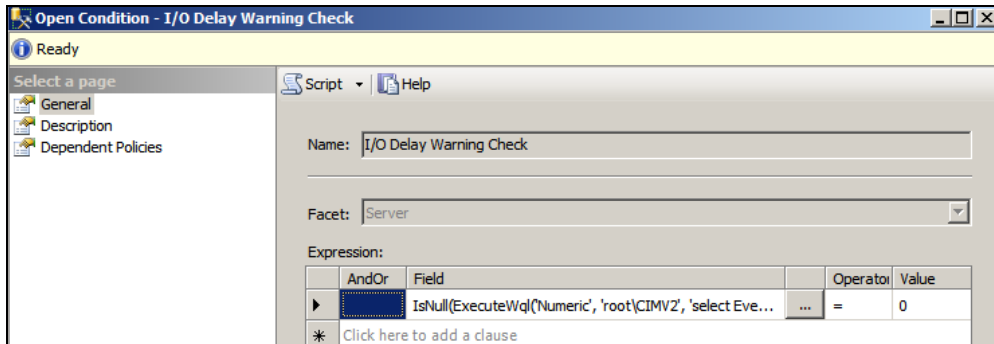 Open Condition - I/O Delay Warning Check
Ready
Select a page
General
Description
Dependent Policies
Script Help
Name: I/O Delay Warning Check
Facet: Server
Expression:
AndOr Field Operator Value
IsNull(ExecuteWql('Numeric', 'root\CIMV2', 'select Eve... ... = 0
Click here to add a clause